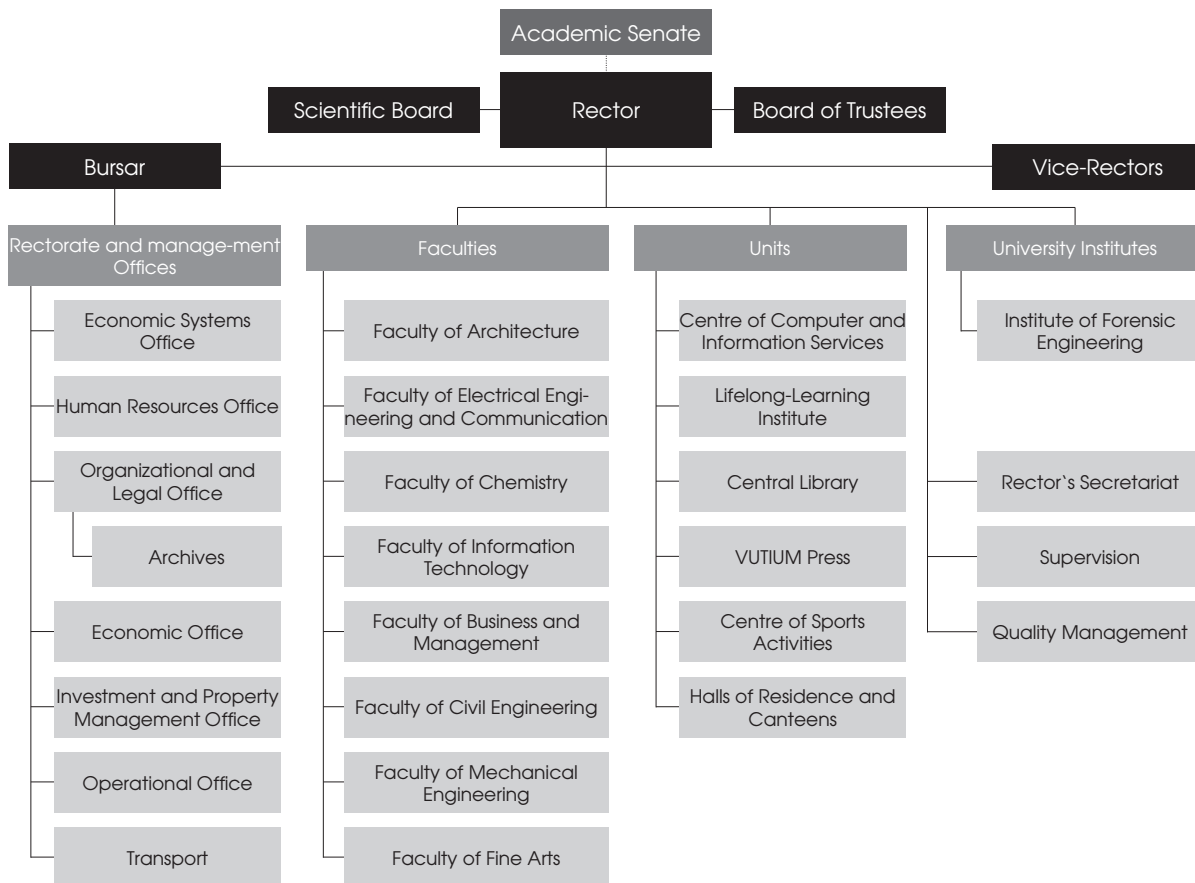 Academic Senate
Scientific Board
Rector
Board of Trustees
Bursar
Vice-Rectors
Rectorate and manage-ment
Offices
Faculties
Units
University Institutes
Economic Systems
Office
Human Resources Office
Organizational and
Legal Office
Archives
Economic Office
Investment and Property
Management Office
Operational Office
Transport
Faculty of Architecture
Faculty of Electrical Engi-
neering and Communication
Faculty of Chemistry
Faculty of Information
Technology
Faculty of Business and
Management
Faculty of Civil Engineering
Faculty of Mechanical
Engineering
Faculty of Fine Arts
Centre of Computer and
Information Services
Lifelong-Learning
Institute
Central Library
VUTIUM Press
Centre of Sports
Activities
Halls of Residence and
Canteens
Institute of Forensic
Engineering
Rector`s Secretariat
Supervision
Quality Management